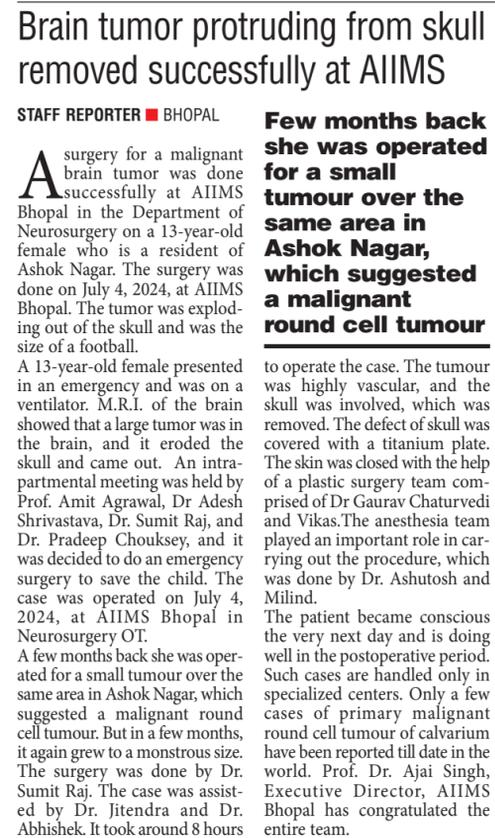 Brain tumor protruding from skull
removed successfully at AIIMS
STAFF REPORTER ■ BHOPAL
A surgery for a malignant
brain tumor was done
successfully at AIIMS
Bhopal in the Department of
Neurosurgery on a 13-year-old
female who is a resident of
Ashok Nagar. The surgery was
done on July 4, 2024, at AIIMS
Bhopal. The tumor was explod-
ing out of the skull and was the
size of a football.
A 13-year-old female presented
in an emergency and was on a
ventilator. M.R.I. of the brain
showed that a large tumor was in
the brain, and it eroded the
skull and came out. An intra-
partmental meeting was held by
Prof. Amit Agrawal, Dr Adesh
Shrivastava, Dr. Sumit Raj, and
Dr. Pradeep Chouksey, and it
was decided to do an emergency
surgery to save the child. The
case was operated on July 4,
2024, at AIIMS Bhopal in
Neurosurgery OT.
A few months back she was oper-
ated for a small tumour over the
same area in Ashok Nagar, which
suggested a malignant round
cell tumour. But in a few months,
it again grew to a monstrous size.
The surgery was done by Dr.
Sumit Raj. The case was assist-
ed by Dr. Jitendra and Dr.
Abhishek. It took around 8 hours
Few months back
she was operated
for a small
tumour over the
same area in
Ashok Nagar,
which suggested
a malignant
round cell tumour
to operate the case. The tumour
was highly vascular, and the
skull was involved, which was
removed. The defect of skull was
covered with a titanium plate.
The skin was closed with the help
of a plastic surgery team com-
prised of Dr Gaurav Chaturvedi
and Vikas.The anesthesia team
played an important role in car-
rying out the procedure, which
was done by Dr. Ashutosh and
Milind.
The patient became conscious
the very next day and is doing
well in the postoperative period.
Such cases are handled only in
specialized centers. Only a few
cases of primary malignant
round cell tumour of calvarium
have been reported till date in the
world. Prof. Dr. Ajai Singh,
Executive Director, AIIMS
Bhopal has congratulated the
entire team.